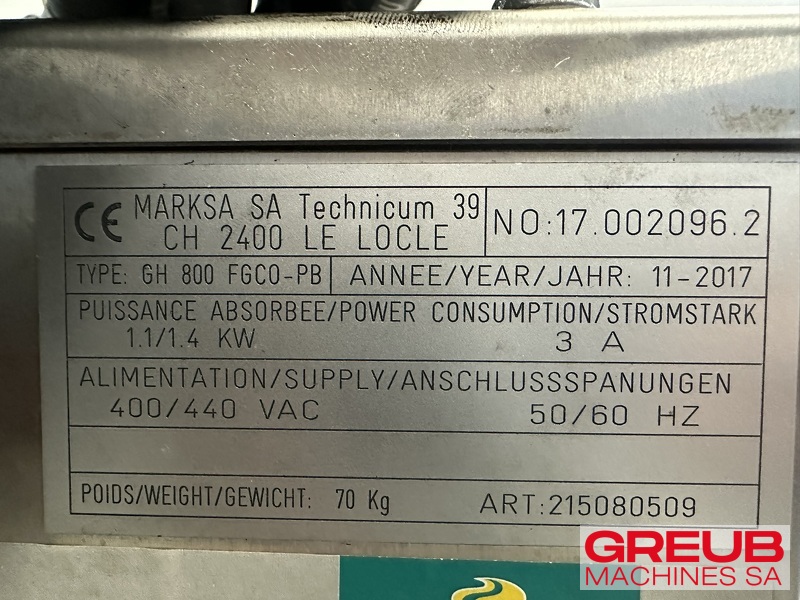 CE MARKSA SA Technicum 39
CH 2400 LE LOCLE
NO:17.002096.2
TYPE: GH 800 FGCO-PB
ANNEE/YEAR/JAHR: 11-2017
PUISSANCE ABSORBEE/POWER CONSUMPTION/STROMSTARK
1.1/1.4 KW 3 A
ALIMENTATION/SUPPLY/ANSCHLUSSSPANUNGEN
400/440 VAC 50/60 HZ
POIDS/WEIGHT/GEWICHT: 70 Kg ART:215080509
GREUB
MACHINES SA